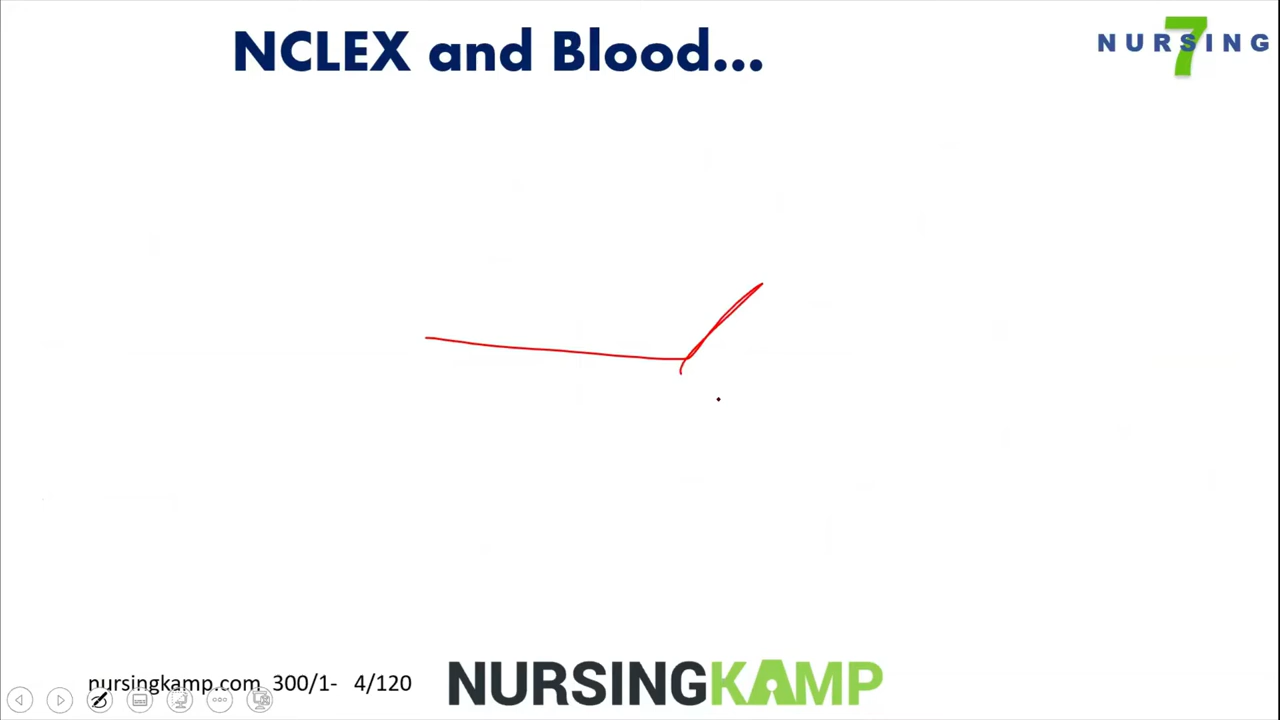 NCLEX and Blood...
7
NURSING
nursingkamp.com 300/1- 4/120
NURSINGKAMP